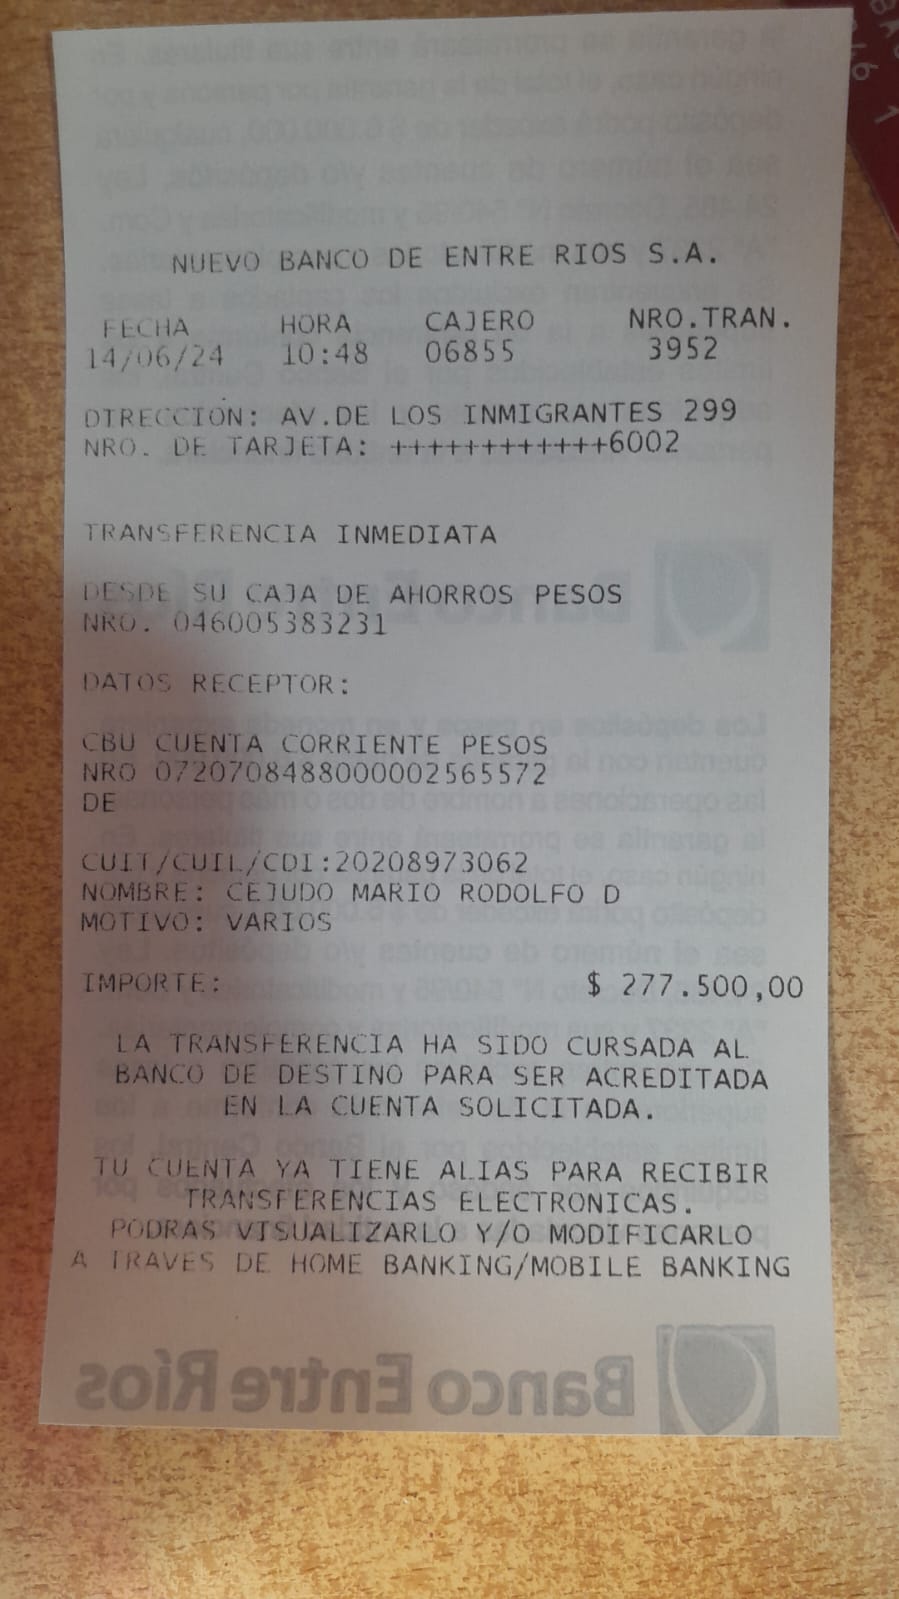 NUEVO BANCO DE ENTRE RIOS S.A.
FECHA HORA CAJERO NRO.TRAN.
14/06/24 10:48 06855 3952
DIRECCION: AV.DE LOS INMIGRANTES 299
NRO. DE TARJETA: ++++++++++++6002
TRANSFERENCIA INMEDIATA
DESDE SU CAJA DE AHORROS PESOS
NRO. 046005383231
DATOS RECEPTOR:
CBU CUENTA CORRIENTE PESOS
NRO 0720708488000002565572
DE
CUIT/CUIL/CDI:20208973062
NOMBRE: CEJUDO MARIO RODOLFO D
MOTIVO: VARIOS
IMPORTE: $ 277.500,00
LA TRANSFERENCIA HA SIDO CURSADA AL
BANCO DE DESTINO PARA SER ACREDITADA
EN LA CUENTA SOLICITADA.
TU CUENTA YA TIENE ALIAS PARA RECIBIR
TRANSFERENCIAS ELECTRONICAS.
PODRAS VISUALIZARLO Y/O MODIFICARLO
A TRAVES DE HOME BANKING/MOBILE BANKING
Banco Entre Ríos